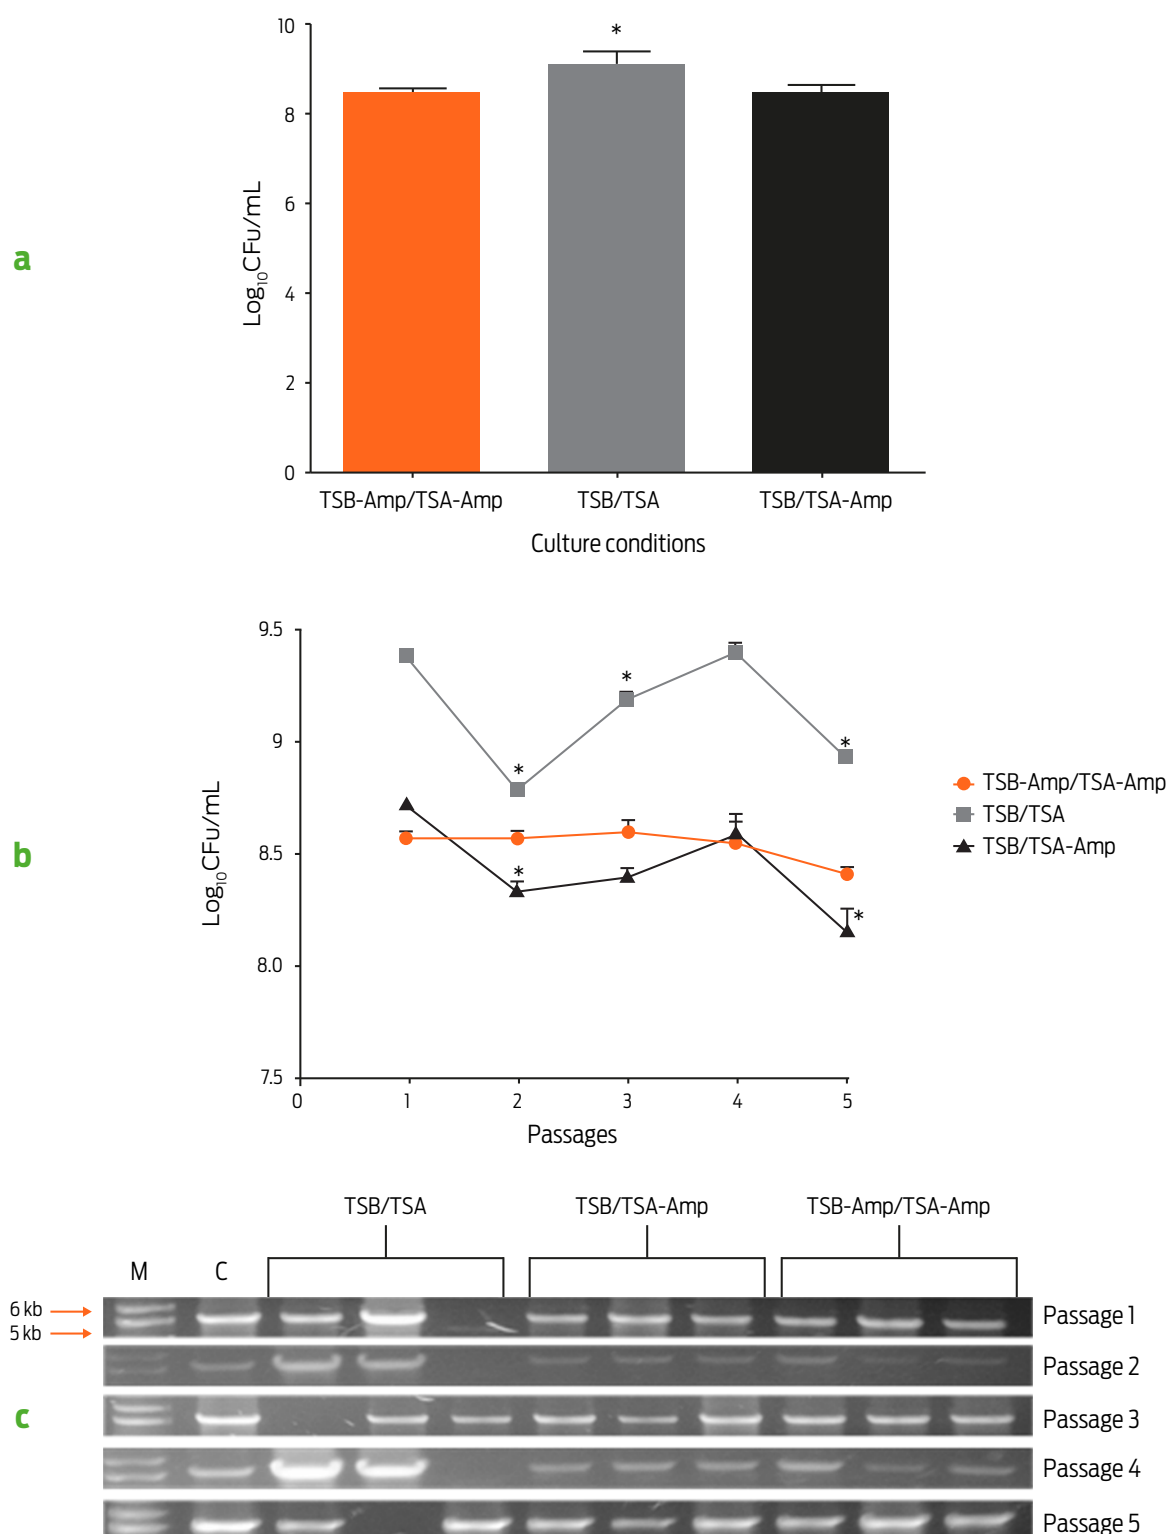 a
10
8
6
4
2
0
Log₁₀CFu/mL
*
TSB-Amp/TSA-Amp
TSB/TSA
TSB/TSA-Amp
Culture conditions
b
9.5
9
8.5
8.0
7.5
Log₁₀CFu/mL
*
*
*
*
*
0
1
2
3
4
5
Passages
TSB-Amp/TSA-Amp
TSB/TSA
TSB/TSA-Amp
c
TSB/TSA
TSB/TSA-Amp
TSB-Amp/TSA-Amp
M
C
6 kb
5 kb
Passage 1
Passage 2
Passage 3
Passage 4
Passage 5